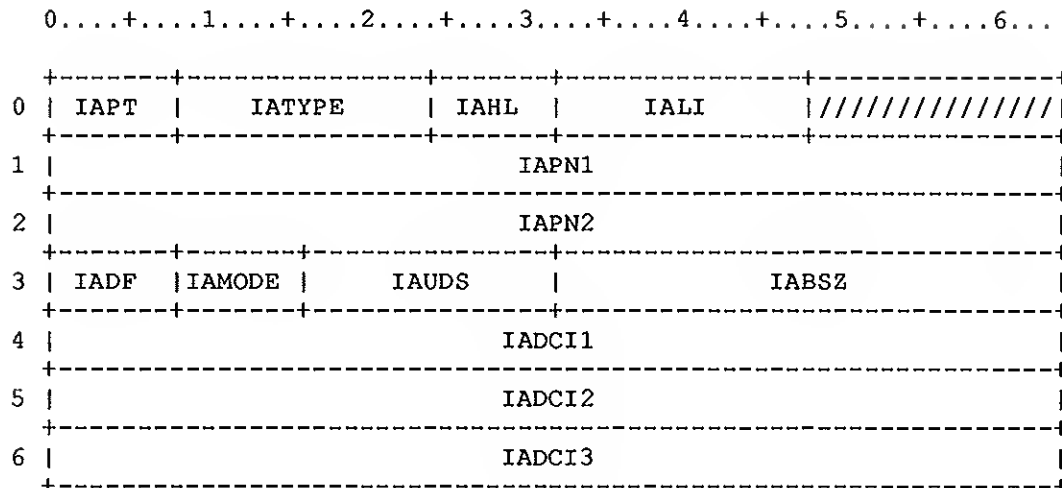 0....+....1....+....2....+....3....+....4....+....5....+....6...
+-------+---------------+-------+---------------+---------------+
0 | IAPT | IATYPE | IAHL | IALI |///////////////|
+-------+---------------+-------+---------------+---------------+
1 | IAPN1 |
+---------------------------------------------------------------+
2 | IAPN2 |
+-------+-------+---------------+-------------------------------+
3 | IADF |IAMODE | IAUDS | IABSZ |
+-------+-------+---------------+-------------------------------+
4 | IADCI1 |
+---------------------------------------------------------------+
5 | IADCI2 |
+---------------------------------------------------------------+
6 | IADCI3 |
+---------------------------------------------------------------+